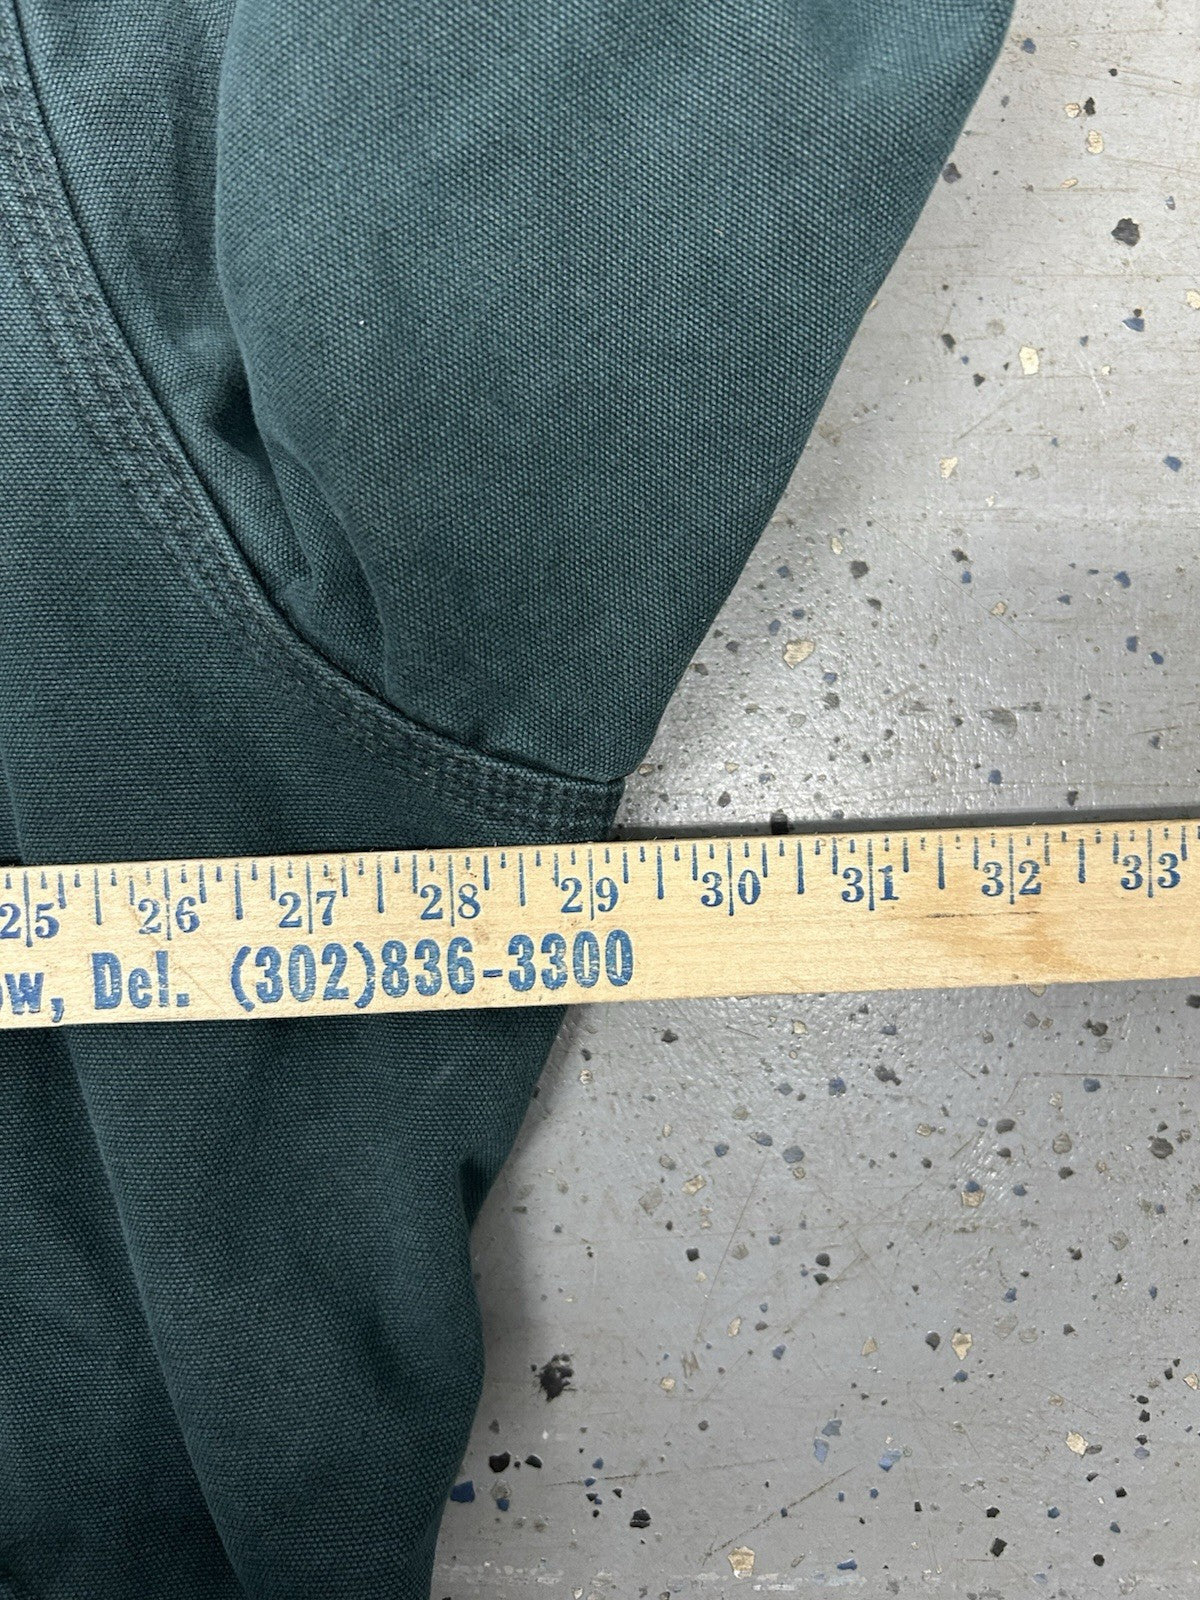 25 26 27 28 29 30 31 32 33
ow, Del. (302)836-3300